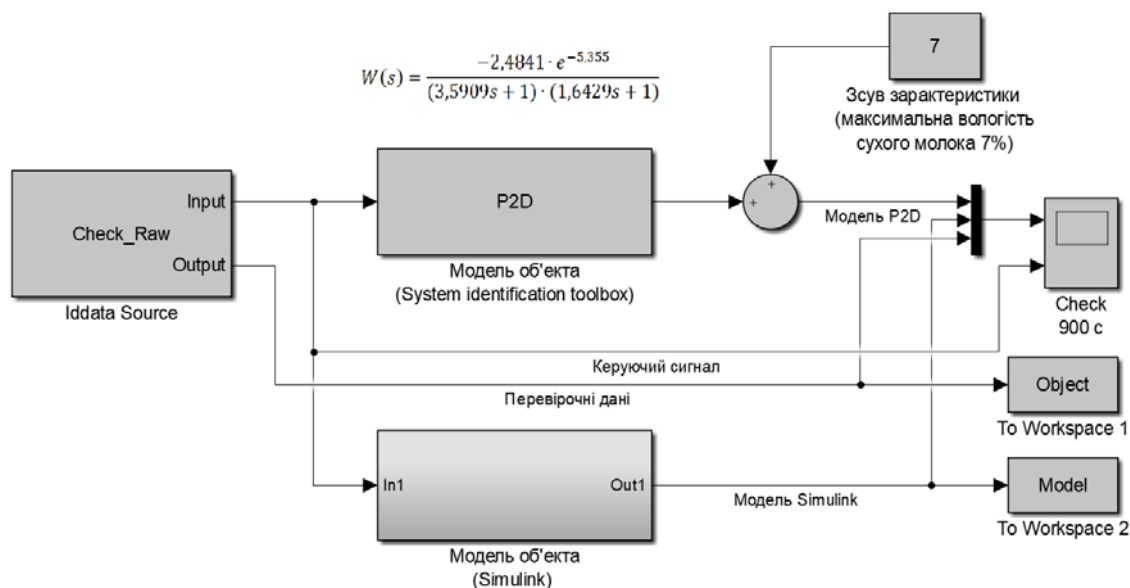 W(s) = −2,4841 · e^−5,355 / (3,5909s + 1) · (1,6429s + 1)
7
Зсув зарактеристики
(максимальна вологість
сухого молока 7%)
Input
Check_Raw
Output
Iddata Source
P2D
Модель об'екта
(System identification toolbox)
+
+
Модель P2D
Check
900 c
Керуючий сигнал
Перевірочні дані
Object
To Workspace 1
In1
Out1
Модель об'екта
(Simulink)
Модель Simulink
Model
To Workspace 2